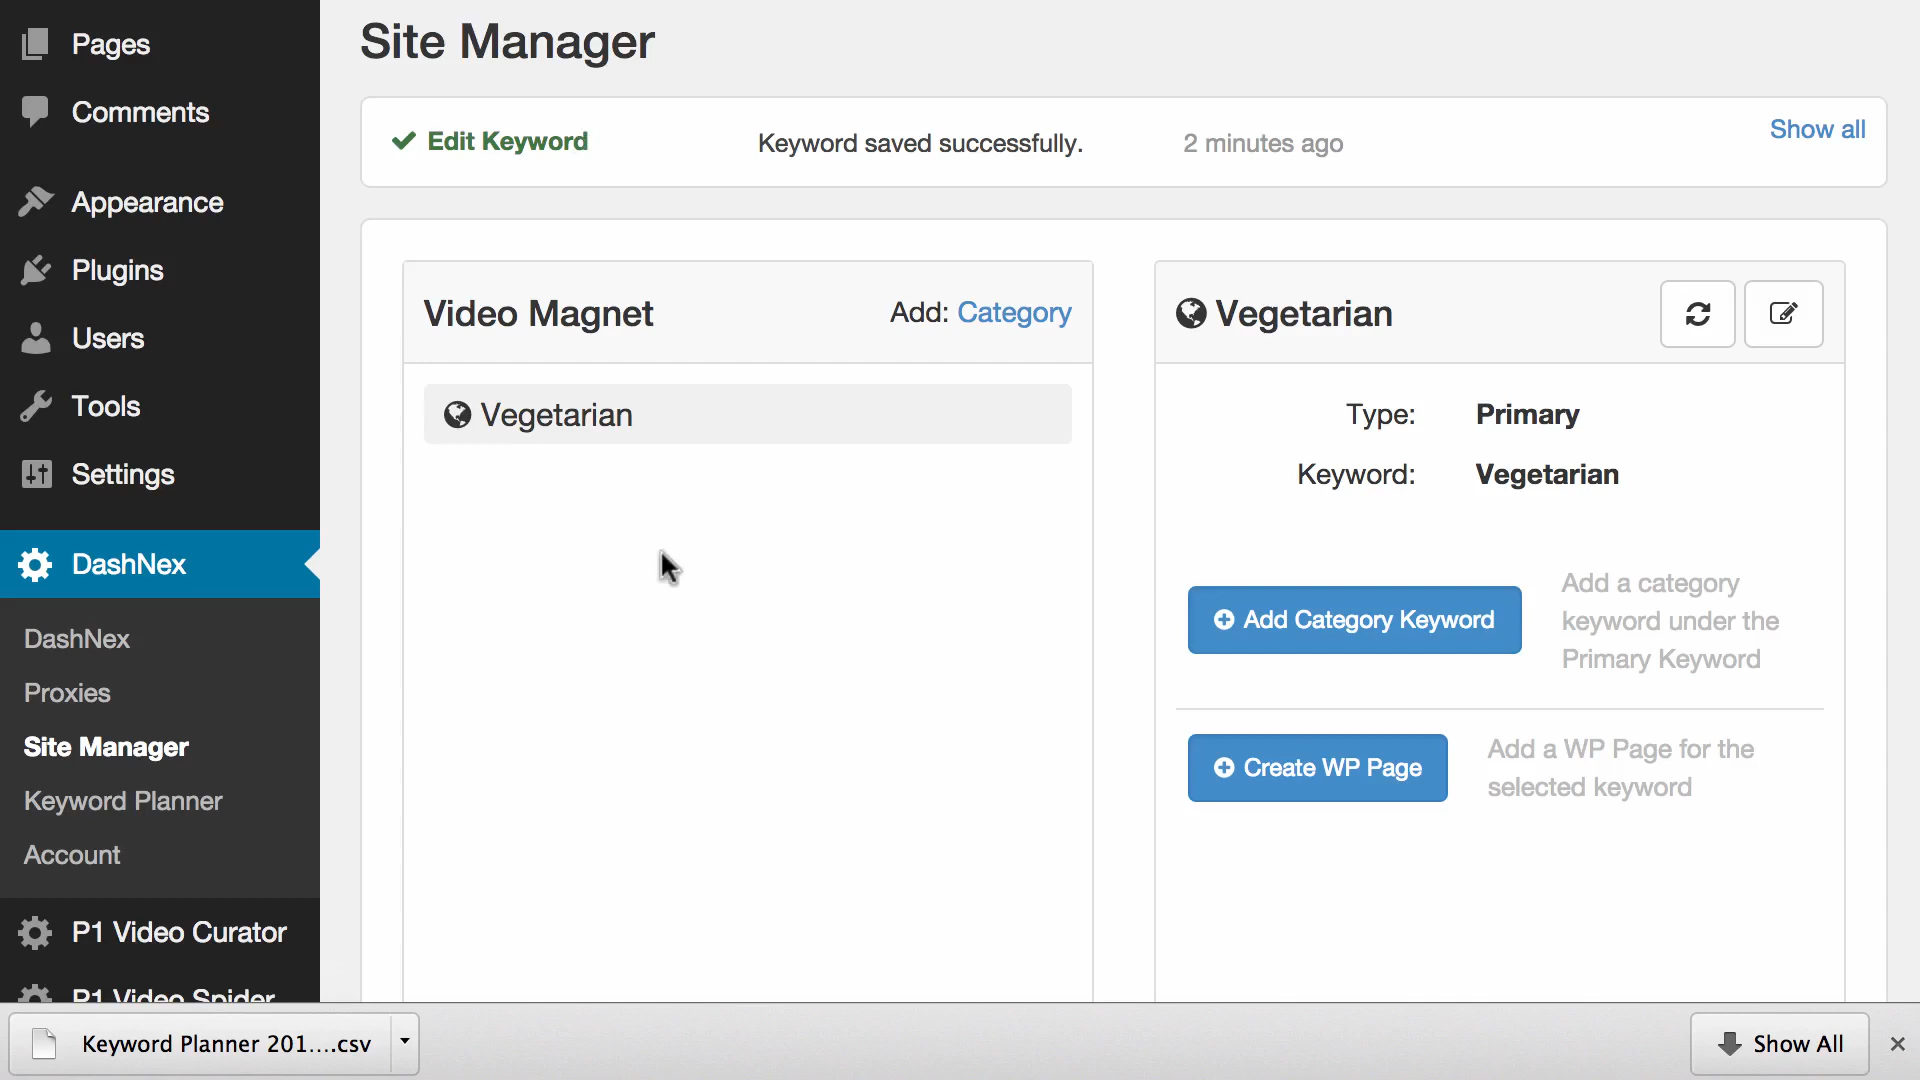 Pages
Comments
Appearance
Plugins
Users
Tools
Settings
DashNex
DashNex
Proxies
Site Manager
Keyword Planner
Account
P1 Video Curator
P1 Video Spider
Site Manager
Edit Keyword
Keyword saved successfully.
2 minutes ago
Show all
Video Magnet
Add: Category
Vegetarian
Vegetarian
Type: Primary
Keyword: Vegetarian
Add Category Keyword
Add a category
keyword under the
Primary Keyword
Create WP Page
Add a WP Page for the
selected keyword
Keyword Planner 201....csv
Show All